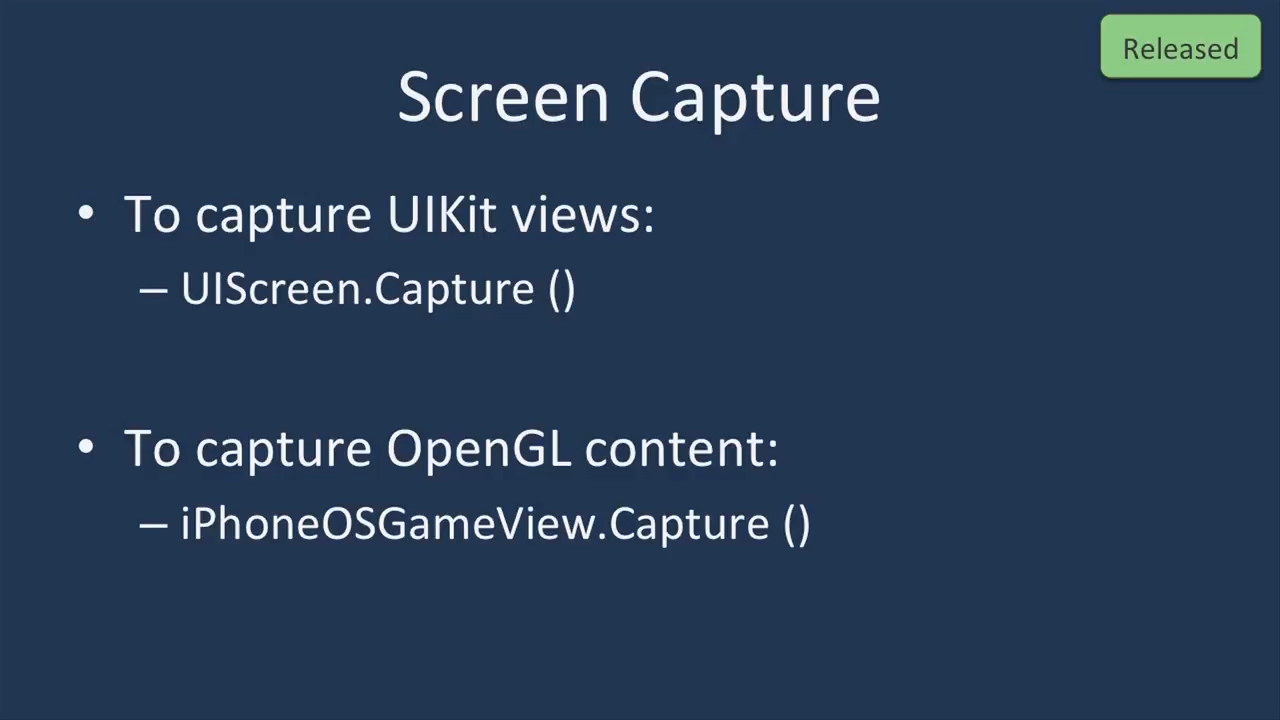 Released
Screen Capture
• To capture UIKit views:
– UIScreen.Capture ()
• To capture OpenGL content:
– iPhoneOSGameView.Capture ()